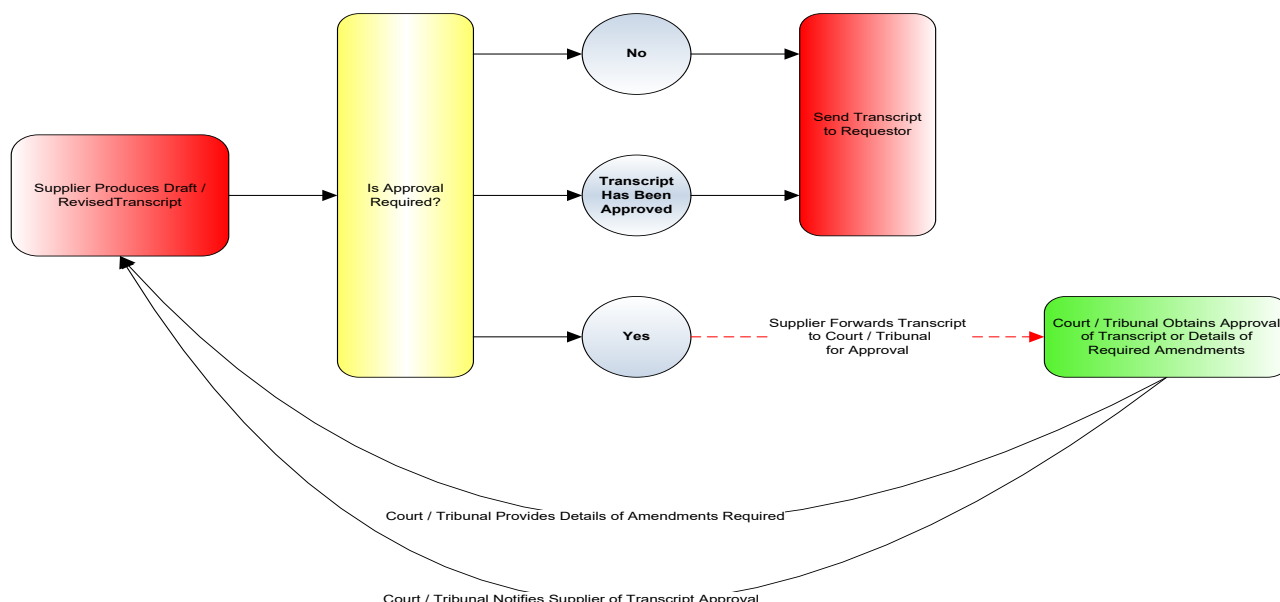 No
Send Transcript
to Requestor
Supplier Produces Draft /
RevisedTranscript
Is Approval
Required?
Transcript
Has Been
Approved
Yes
Supplier Forwards Transcript
to Court / Tribunal
for Approval
Court / Tribunal Obtains Approval
of Transcript or Details of
Required Amendments
Court / Tribunal Provides Details of Amendments Required
Court / Tribunal Notifies Supplier of Transcript Approval